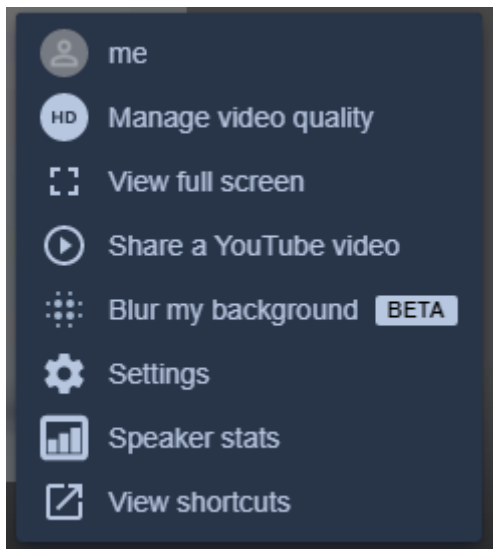 me
HD Manage video quality
View full screen
Share a YouTube video
Blur my background BETA
Settings
Speaker stats
View shortcuts